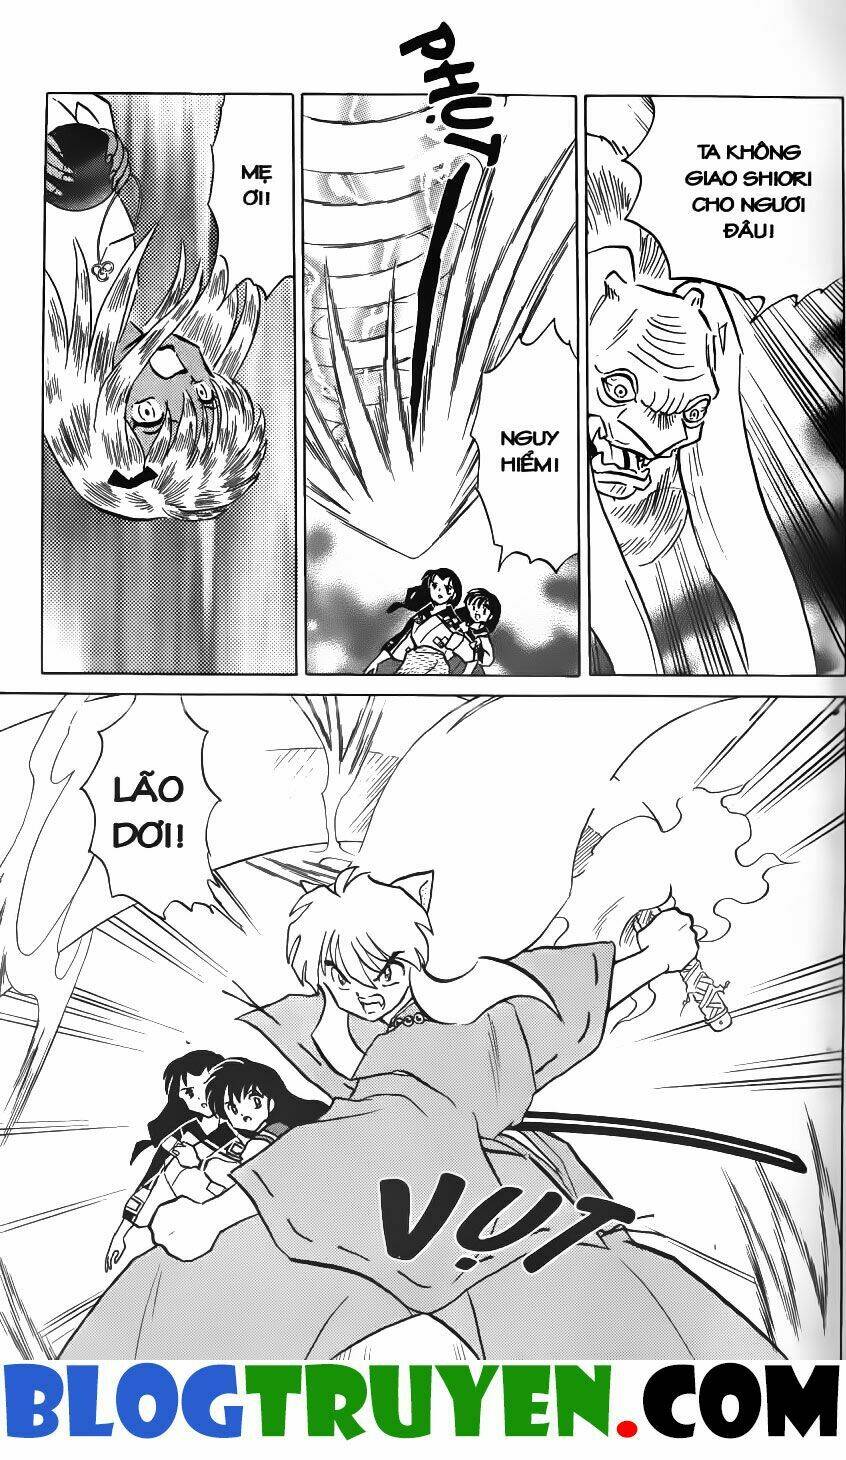 TA KHÔNG
GIAO SHIORI
CHO NGƯƠI
ĐÂU!
PHỤT
NGUY
HIỂM!
MẸ
ƠI!
LÃO
DƠI!
VỤT
BLOGTRUYEN.COM